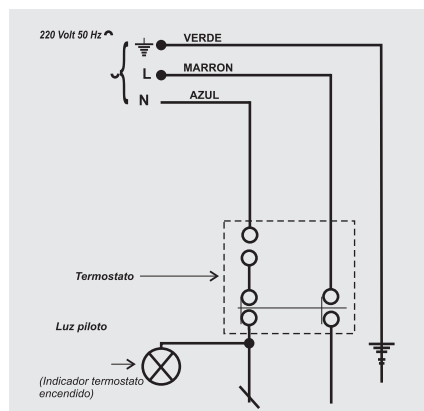 220 Volt 50 Hz
VERDE
L
MARRON
N
AZUL
Termostato
Luz piloto
(Indicador termostato
encendido)